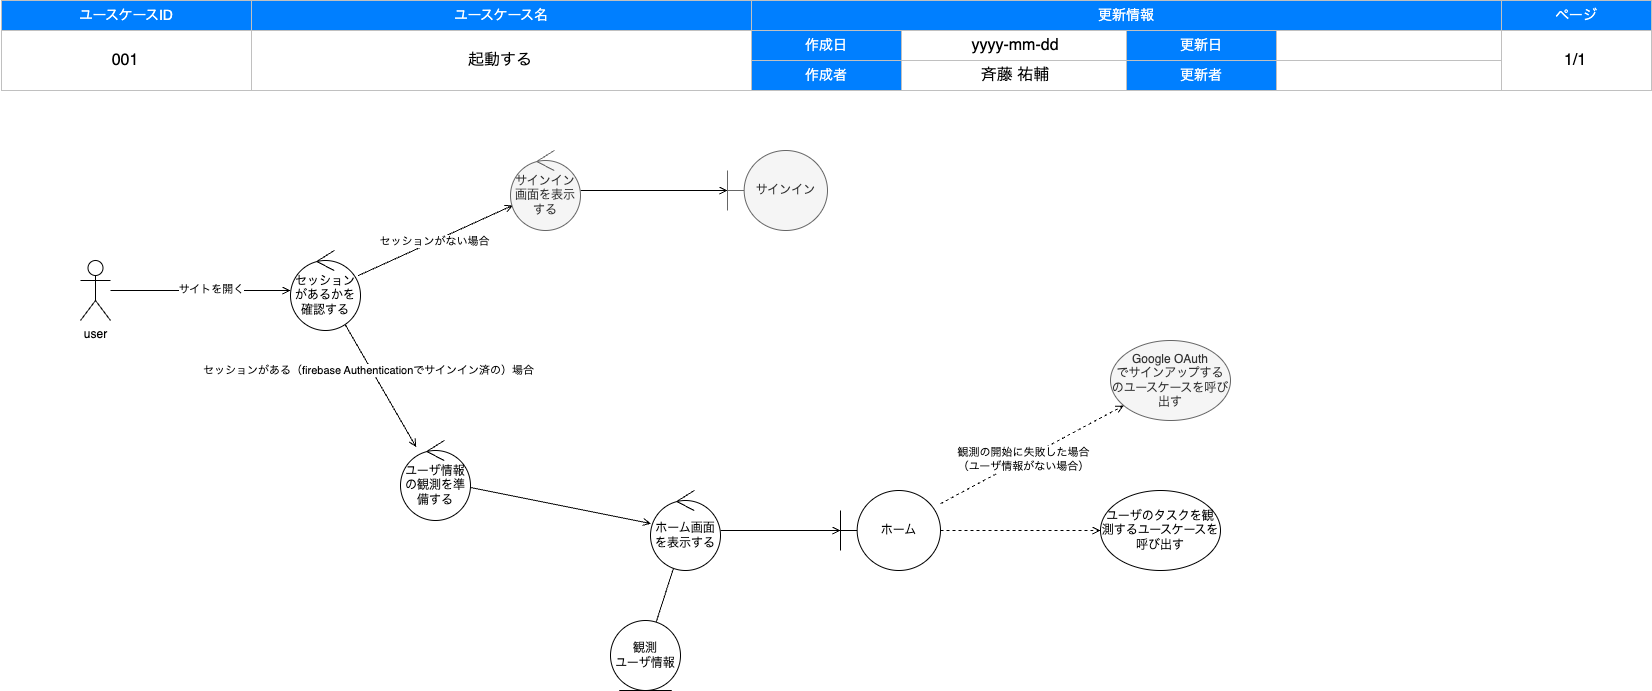 ユースケースID
ユースケース名
更新情報
ページ
001
起動する
作成日
yyyy-mm-dd
更新日
1/1
作成者
斉藤 祐輔
更新者
サインイン
画面を表示
する
サインイン
セッションがない場合
user
サイトを開く
セッション
があるかを
確認する
セッションがある（firebase Authenticationでサインイン済の）場合
Google OAuth
でサインアップする
のユースケースを呼び
出す
観測の開始に失敗した場合
（ユーザ情報がない場合）
ユーザ情報
の観測を準
備する
ホーム画面
を表示する
ホーム
ユーザのタスクを観
測するユースケースを
呼び出す
観測
ユーザ情報